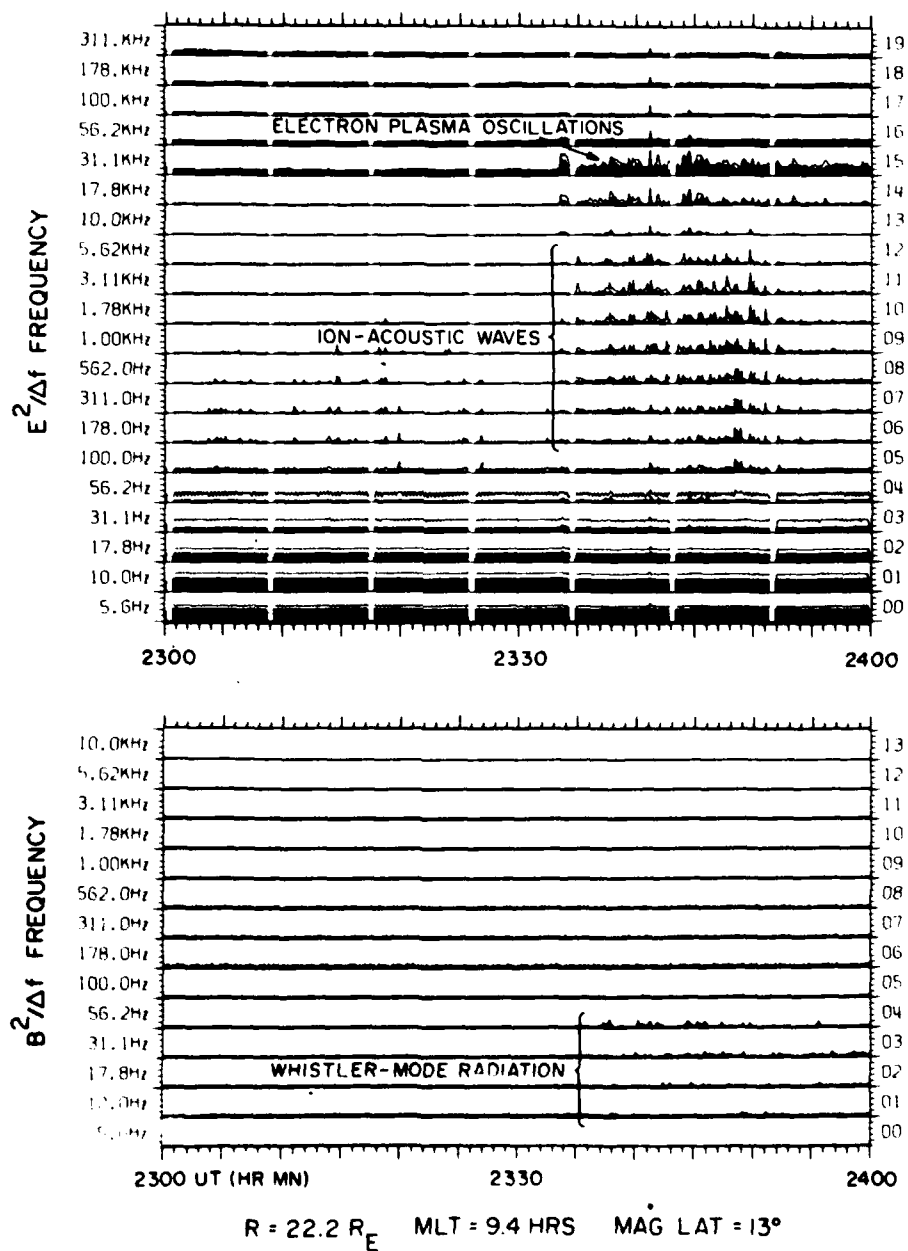 311.KHz 19
178.KHz 18
100.KHz 17
56.2KHz 16
ELECTRON PLASMA OSCILLATIONS
31.1KHz 15
17.8KHz 14
10.0KHz 13
5.62KHz 12
3.11KHz 11
1.78KHz 10
1.00KHz 09
ION-ACOUSTIC WAVES
562.0Hz 08
311.0Hz 07
178.0Hz 06
100.0Hz 05
56.2Hz 04
31.1Hz 03
17.8Hz 02
10.0Hz 01
5.6Hz 00
E²/Δf FREQUENCY
2300 2330 2400
10.0KHz 13
5.62KHz 12
3.11KHz 11
1.78KHz 10
1.00KHz 09
562.0Hz 08
311.0Hz 07
178.0Hz 06
100.0Hz 05
56.2Hz 04
31.1Hz 03
WHISTLER-MODE RADIATION
17.8Hz 02
01
00
B²/Δf FREQUENCY
2300 UT (HR MN) 2330 2400
R = 22.2 R_E MLT = 9.4 HRS MAG LAT = 13°